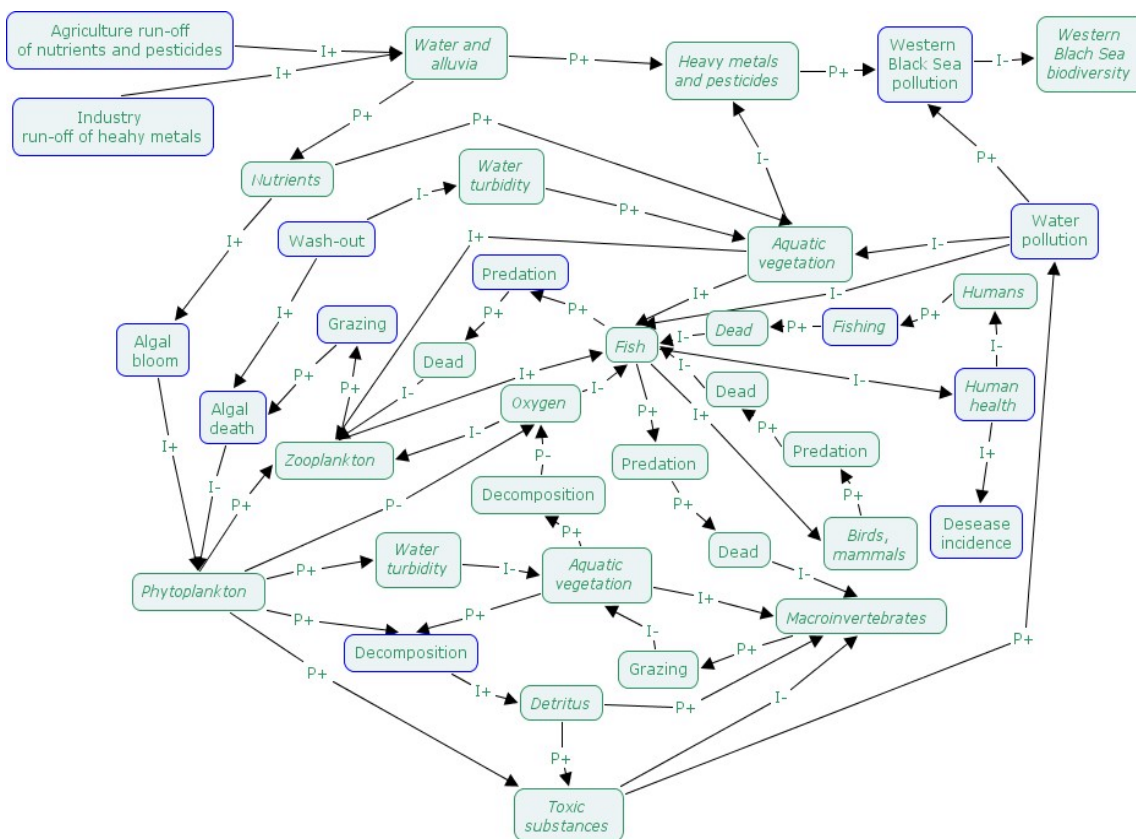 Agriculture run-off
of nutrients and pesticides
I+
Water and
alluvia
P+
Heavy metals
and pesticides
P+
Western
Black Sea
pollution
I-
Western
Blach Sea
biodiversity
I+
Industry
run-off of heahy metals
P+
P+
I-
P+
Nutrients
I-
Water
turbidity
P+
I+
Wash-out
I+
Aquatic
vegetation
I-
Water
pollution
I+
Predation
P+
I+
I-
Humans
P+
Algal
bloom
Grazing
P+
Dead
I-
Fish
I-
Dead
P+
Fishing
I-
P+
P+
I-
I+
I-
Dead
I-
Human
health
I+
Algal
death
Oxygen
I-
P+
I+
P+
I-
Zooplankton
I-
P-
Predation
Predation
I+
P+
P-
Decomposition
P+
P+
Desease
incidence
P+
Water
turbidity
I-
Aquatic
vegetation
P+
Dead
Birds,
mammals
I-
Phytoplankton
P+
P+
I+
Macroinvertebrates
P+
Decomposition
I-
Grazing
P+
P+
P+
I+
Detritus
P+
I-
P+
Toxic
substances